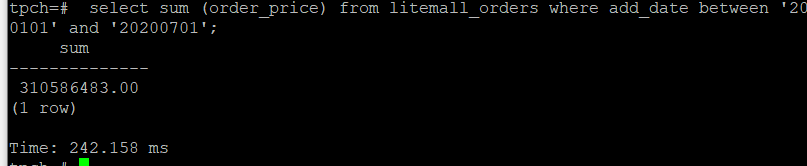 tpch=#  select sum (order_price) from litemall_orders where add_date between '20
0101' and '20200701';
     sum
--------------
 310586483.00
(1 row)

Time: 242.158 ms
tpch=#